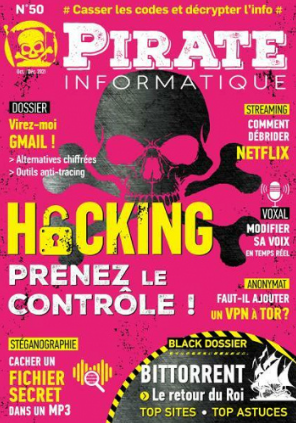 N°50
# Casser les codes et décrypter l'info #
PIRATE
INFORMATIQUE
DOSSIER
Virez-moi
GMAIL !
> Alternatives chiffrées
> Outils anti-tracing
STREAMING
COMMENT
DÉBRIDER
NETFLIX
VOXAL
MODIFIER
SA VOIX
EN TEMPS RÉEL
HACKING
PRENEZ LE
CONTRÔLE !
ANONYMAT
FAUT-IL AJOUTER
UN VPN À TOR?
STÉGANOGRAPHIE
CACHER UN
FICHIER
SECRET
DANS UN MP3
BLACK DOSSIER
BITTORRENT
> Le retour du Roi
TOP SITES • TOP ASTUCES